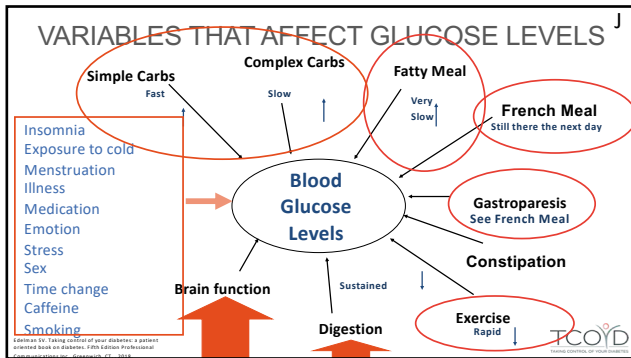 J
VARIABLES THAT AFFECT GLUCOSE LEVELS
Simple Carbs
Fast
Complex Carbs
Slow
Fatty Meal
Very
Slow
French Meal
Still there the next day
Insomnia
Exposure to cold
Menstruation
Illness
Medication
Emotion
Stress
Sex
Time change
Caffeine
Smoking
Blood
Glucose
Levels
Gastroparesis
See French Meal
Constipation
Brain function
Sustained
Digestion
Exercise
Rapid
Edelman SV. Taking control of your diabetes: a patient
oriented book on diabetes. Fifth Edition Professional
Communications Inc. Greenwich, CT. 2018
TCOYD
TAKING CONTROL OF YOUR DIABETES